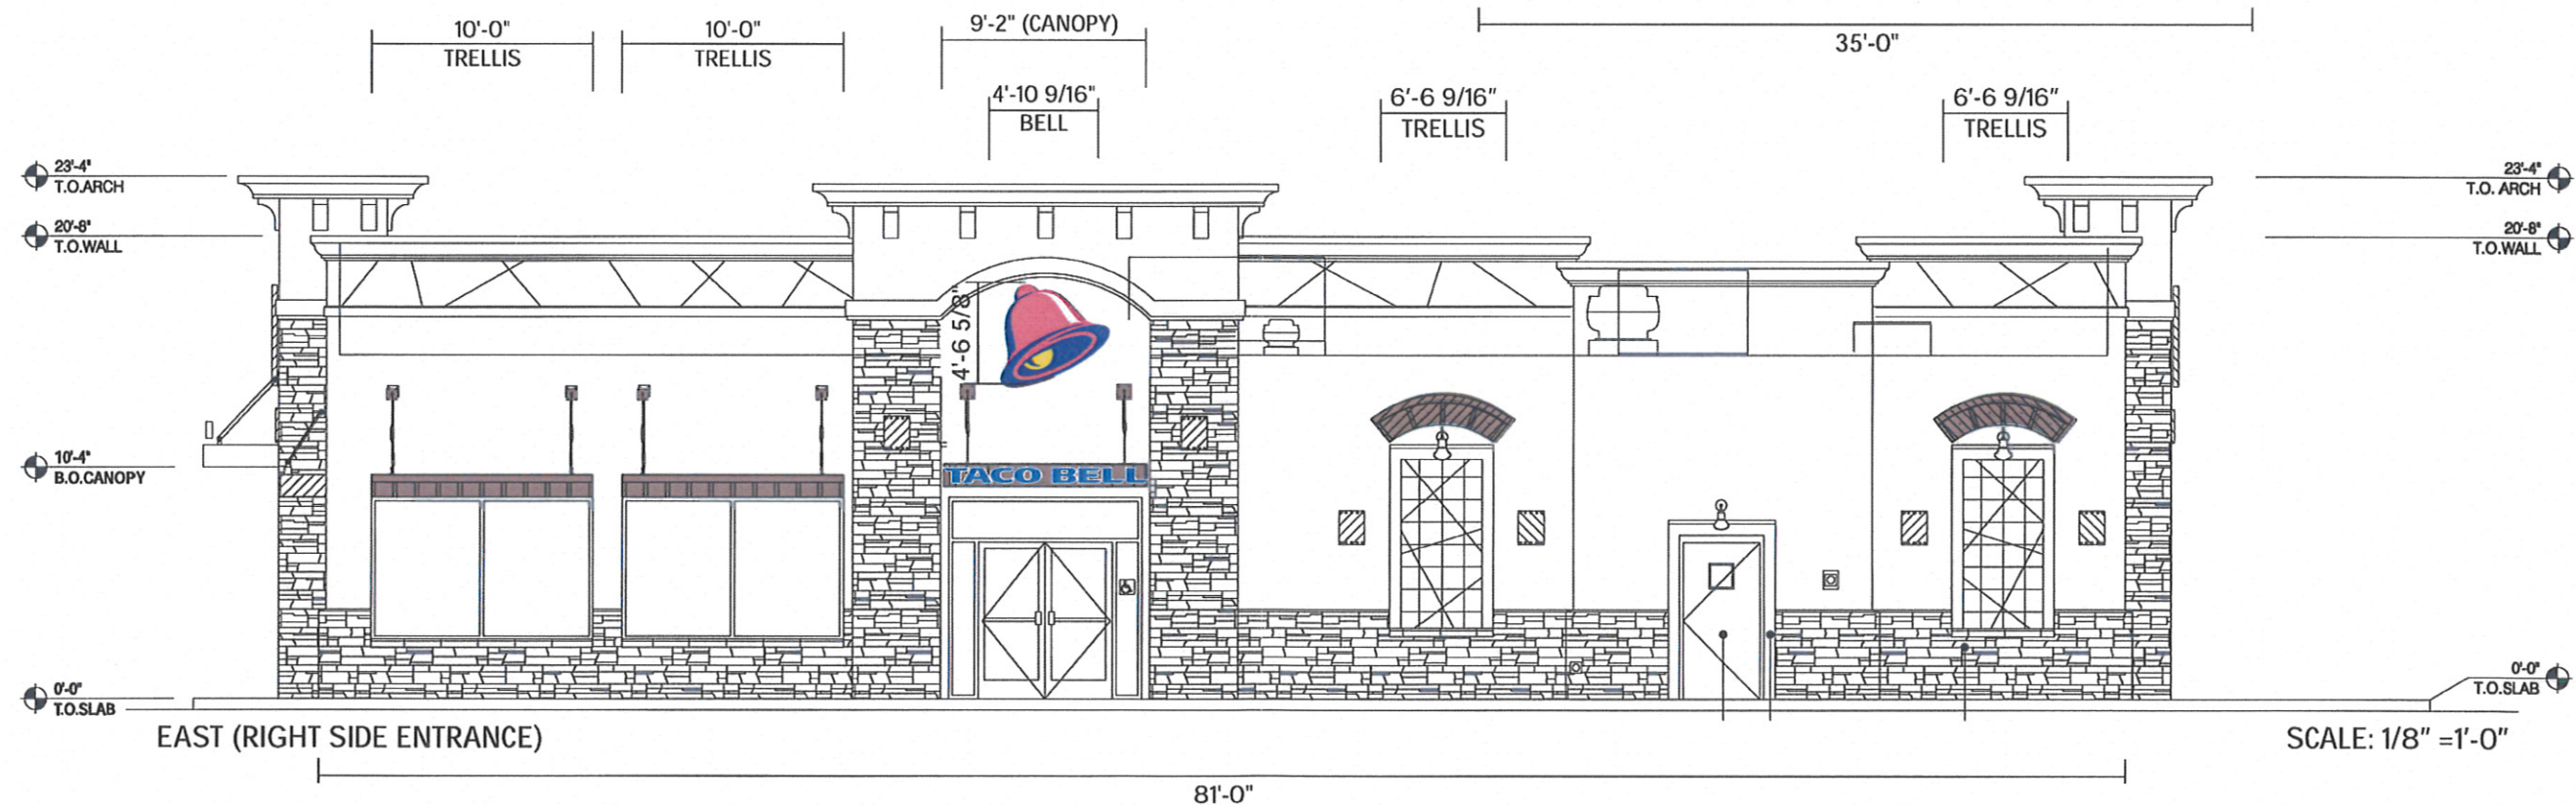 10'-0"
TRELLIS
10'-0"
TRELLIS
9'-2" (CANOPY)
35'-0"
4'-10 9/16"
BELL
6'-6 9/16"
TRELLIS
6'-6 9/16"
TRELLIS
23'-4"
T.O.ARCH
23'-4"
T.O. ARCH
20'-8"
T.O.WALL
20'-8"
T.O.WALL
4'-6 5/8"
10'-4"
B.O.CANOPY
TACO BELL
0'-0"
T.O.SLAB
0'-0"
T.O.SLAB
EAST (RIGHT SIDE ENTRANCE)
SCALE: 1/8" =1'-0"
81'-0"